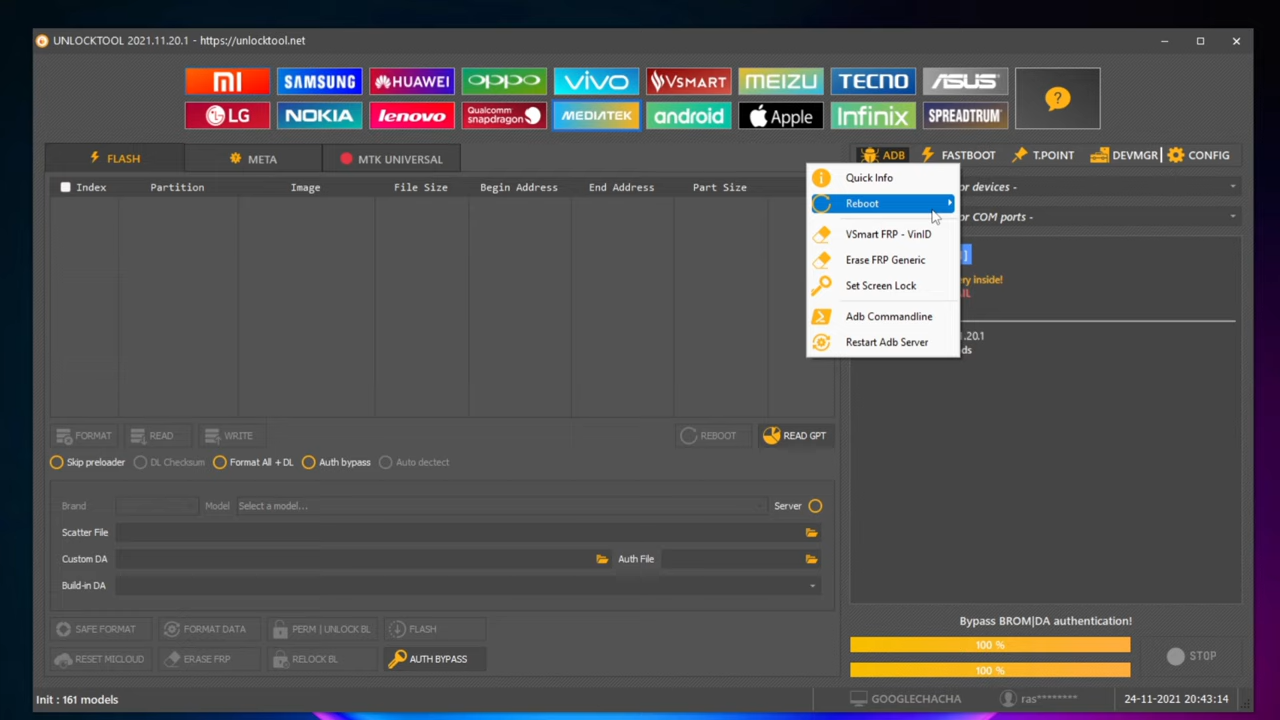 UNLOCKTOOL 2021.11.20.1 - https://unlocktool.net
MI SAMSUNG HUAWEI OPPO VIVO VSMART MEIZU TECNO ASUS ?
LG NOKIA lenovo Qualcomm snapdragon MEDIATEK android Apple Infinix SPREADTRUM
FLASH META MTK UNIVERSAL
ADB FASTBOOT T.POINT DEVMGR CONFIG
Index Partition Image File Size Begin Address End Address Part Size
Quick Info
Reboot
VSmart FRP - VinID
Erase FRP Generic
Set Screen Lock
Adb Commandline
Restart Adb Server
or devices -
or COM ports -
ry inside!
.20.1
ds
FORMAT READ WRITE REBOOT READ GPT
Skip preloader DL Checksum Format All + DL Auth bypass Auto dectect
Brand Model Select a model... Server
Scatter File
Custom DA Auth File
Build-in DA
SAFE FORMAT FORMAT DATA PERM | UNLOCK BL FLASH
RESET MICLOUD ERASE FRP RELOCK BL AUTH BYPASS
Bypass BROM|DA authentication!
100 %
100 %
STOP
Init : 161 models
GOOGLECHACHA ras******** 24-11-2021 20:43:14